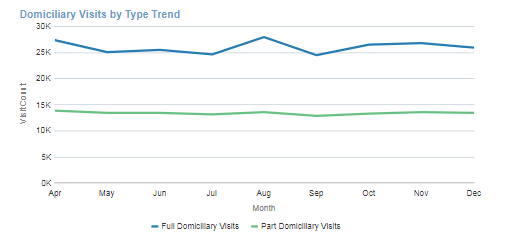 Domiciliary Visits by Type Trend
30K
25K
20K
15K
10K
5K
0K
VisitCount
Apr May Jun Jul Aug Sep Oct Nov Dec
Month
Full Domiciliary Visits Part Domiciliary Visits